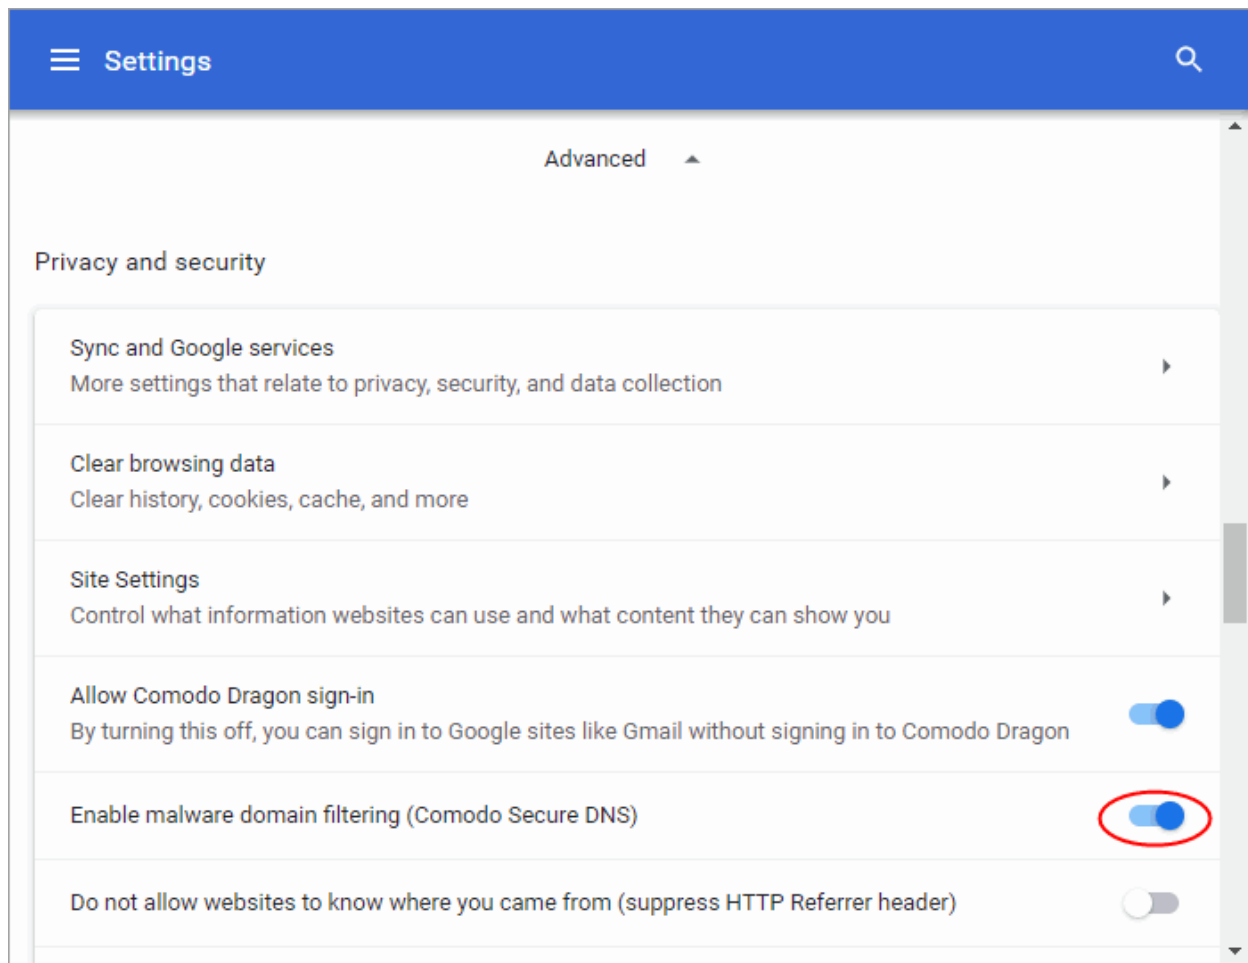 Settings
Advanced
Privacy and security
Sync and Google services
More settings that relate to privacy, security, and data collection
Clear browsing data
Clear history, cookies, cache, and more
Site Settings
Control what information websites can use and what content they can show you
Allow Comodo Dragon sign-in
By turning this off, you can sign in to Google sites like Gmail without signing in to Comodo Dragon
Enable malware domain filtering (Comodo Secure DNS)
Do not allow websites to know where you came from (suppress HTTP Referrer header)